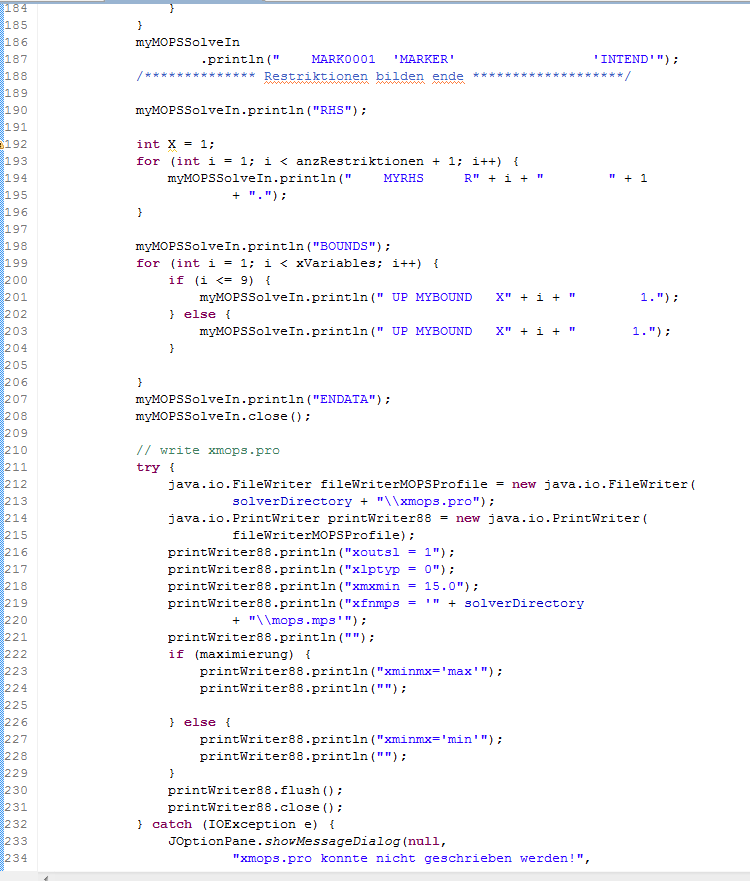 184                 }
185             }
186             myMOPSSolveIn
187                     .println("    MARK0001  'MARKER'                 'INTEND'");
188             /************** Restriktionen bilden ende *******************/
189
190             myMOPSSolveIn.println("RHS");
191
192             int X = 1;
193             for (int i = 1; i < anzRestriktionen + 1; i++) {
194                 myMOPSSolveIn.println("    MYRHS     R" + i + "        " + 1
195                         + ".");
196             }
197
198             myMOPSSolveIn.println("BOUNDS");
199             for (int i = 1; i < xVariables; i++) {
200                 if (i <= 9) {
201                     myMOPSSolveIn.println(" UP MYBOUND   X" + i + "        1.");
202                 } else {
203                     myMOPSSolveIn.println(" UP MYBOUND   X" + i + "       1.");
204                 }
205
206             }
207             myMOPSSolveIn.println("ENDATA");
208             myMOPSSolveIn.close();
209
210             // write xmops.pro
211             try {
212                 java.io.FileWriter fileWriterMOPSProfile = new java.io.FileWriter(
213                         solverDirectory + "\\xmops.pro");
214                 java.io.PrintWriter printWriter88 = new java.io.PrintWriter(
215                         fileWriterMOPSProfile);
216                 printWriter88.println("xoutsl = 1");
217                 printWriter88.println("xlptyp = 0");
218                 printWriter88.println("xmxmin = 15.0");
219                 printWriter88.println("xfnmps = '" + solverDirectory
220                         + "\\mops.mps'");
221                 printWriter88.println("");
222                 if (maximierung) {
223                     printWriter88.println("xminmx='max'");
224                     printWriter88.println("");
225
226                 } else {
227                     printWriter88.println("xminmx='min'");
228                     printWriter88.println("");
229                 }
230                 printWriter88.flush();
231                 printWriter88.close();
232             } catch (IOException e) {
233                 JOptionPane.showMessageDialog(null,
234                         "xmops.pro konnte nicht geschrieben werden!",